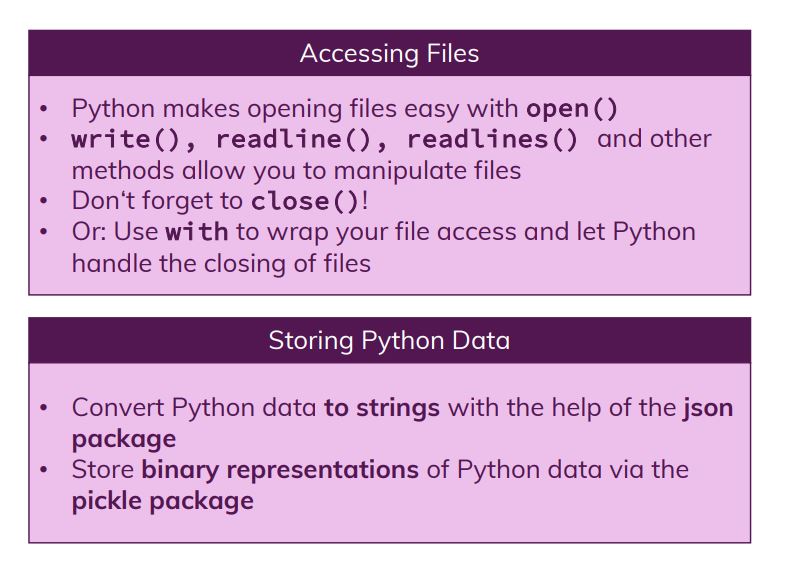 Accessing Files
• Python makes opening files easy with open()
• write(), readline(), readlines() and other
methods allow you to manipulate files
• Don‘t forget to close()!
• Or: Use with to wrap your file access and let Python
handle the closing of files
Storing Python Data
• Convert Python data to strings with the help of the json
package
• Store binary representations of Python data via the
pickle package